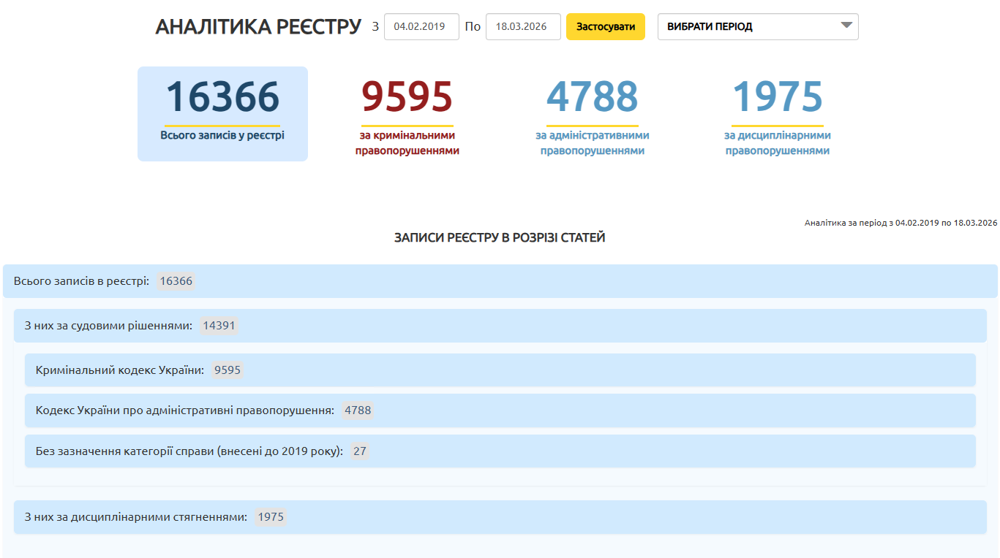 АНАЛІТИКА РЕЄСТРУ З 04.02.2019 По 18.03.2026 Застосувати ВИБРАТИ ПЕРІОД
16366
Всього записів у реєстрі
9595
за кримінальними
правопорушеннями
4788
за адміністративними
правопорушеннями
1975
за дисциплінарними
правопорушеннями
Аналітика за період з 04.02.2019 по 18.03.2026
ЗАПИСИ РЕЄСТРУ В РОЗРІЗІ СТАТЕЙ
Всього записів в реєстрі: 16366
З них за судовими рішеннями: 14391
Кримінальний кодекс України: 9595
Кодекс України про адміністративні правопорушення: 4788
Без зазначення категорії справи (внесені до 2019 року): 27
З них за дисциплінарними стягненнями: 1975